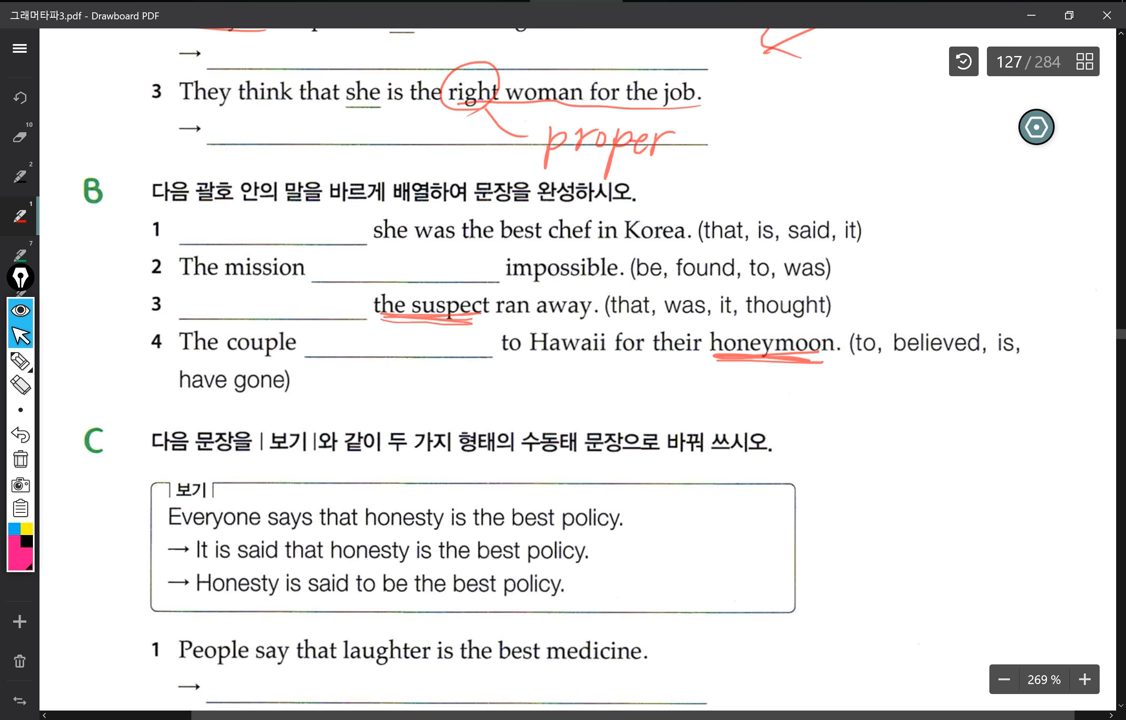 그래머타파3.pdf - Drawboard PDF
127 / 284
→
3 They think that she is the right woman for the job.
→
proper
B 다음 괄호 안의 말을 바르게 배열하여 문장을 완성하시오.
1 she was the best chef in Korea. (that, is, said, it)
2 The mission impossible. (be, found, to, was)
3 the suspect ran away. (that, was, it, thought)
4 The couple to Hawaii for their honeymoon. (to, believed, is,
have gone)
C 다음 문장을 | 보기 |와 같이 두 가지 형태의 수동태 문장으로 바꿔 쓰시오.
| 보기 |
Everyone says that honesty is the best policy.
→ It is said that honesty is the best policy.
→ Honesty is said to be the best policy.
1 People say that laughter is the best medicine.
→
269 %
10
2
1
7